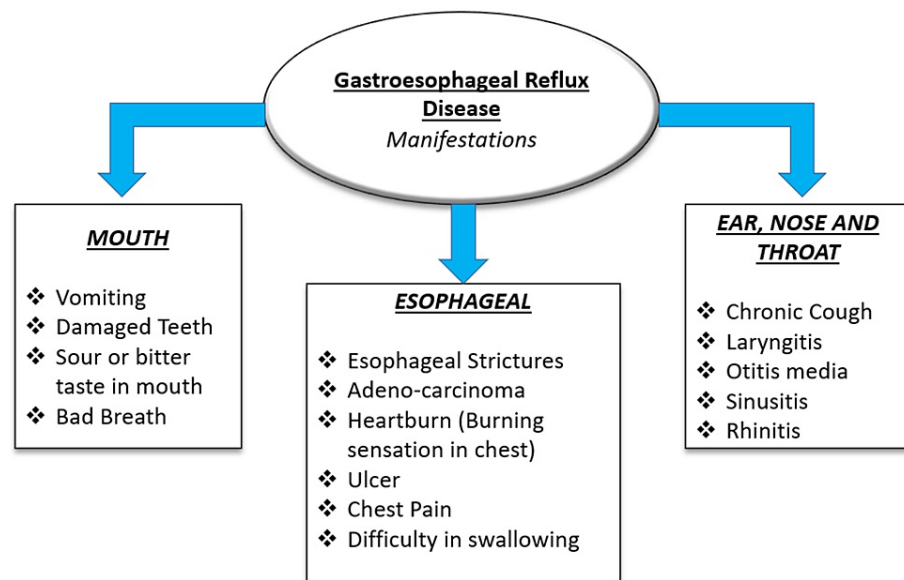 Gastroesophageal Reflux
Disease
Manifestations
MOUTH
❖ Vomiting
❖ Damaged Teeth
❖ Sour or bitter
taste in mouth
❖ Bad Breath
ESOPHAGEAL
❖ Esophageal Strictures
❖ Adeno-carcinoma
❖ Heartburn (Burning
sensation in chest)
❖ Ulcer
❖ Chest Pain
❖ Difficulty in swallowing
EAR, NOSE AND
THROAT
❖ Chronic Cough
❖ Laryngitis
❖ Otitis media
❖ Sinusitis
❖ Rhinitis